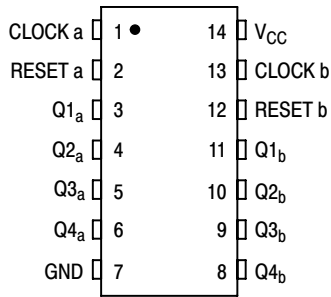 CLOCK a 1 14 VCC
RESET a 2 13 CLOCK b
Q1a 3 12 RESET b
Q2a 4 11 Q1b
Q3a 5 10 Q2b
Q4a 6 9 Q3b
GND 7 8 Q4b